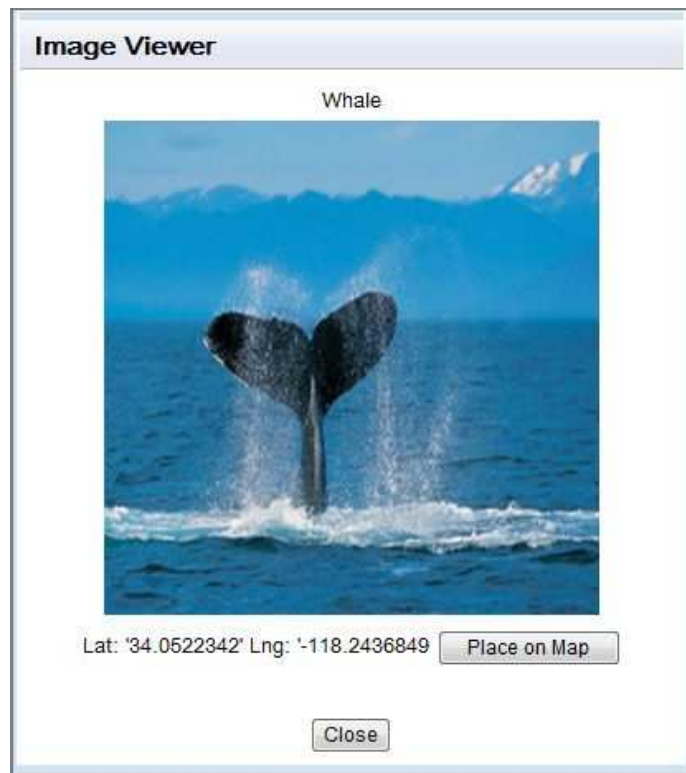 Image Viewer
Whale
Lat: '34.0522342' Lng: '-118.2436849 Place on Map
Close